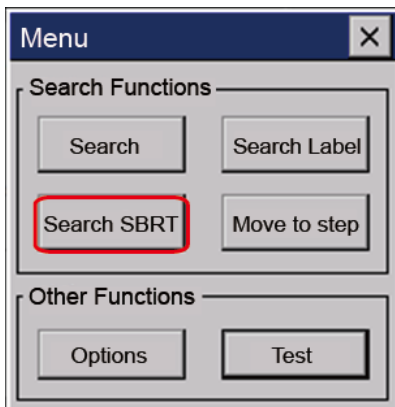 Menu
Search Functions
Search
Search Label
Search SBRT
Move to step
Other Functions
Options
Test